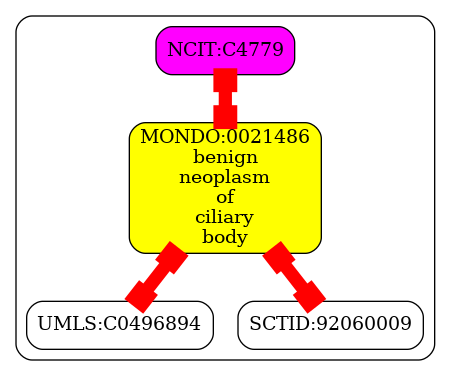 NCIT:C4779
MONDO:0021486
benign
neoplasm
of
ciliary
body
UMLS:C0496894
SCTID:92060009